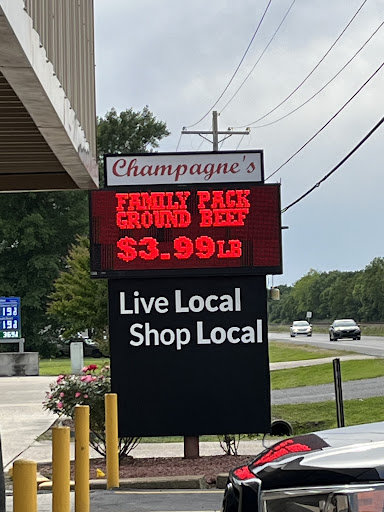 Champagne's
FAMILY PACK
GROUND BEEF
$3.99LB
Live Local
Shop Local